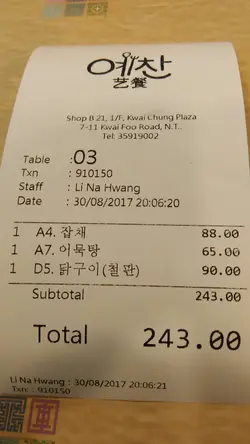 예찬
艺餐
Shop B 21, 1/F, Kwai Chung Plaza
7-11 Kwai Foo Road, N.T..
Tel: 35919002
Table : 03
Txn : 910150
Staff : Li Na Hwang
Date : 30/08/2017 20:06:20
1 A4. 잡채 88.00
1 A7. 어묵탕 65.00
1 D5. 닭구이(철판) 90.00
Subtotal 243.00
Total 243.00
Li Na Hwang : 30/08/2017 20:06:21
Txn: : 910150